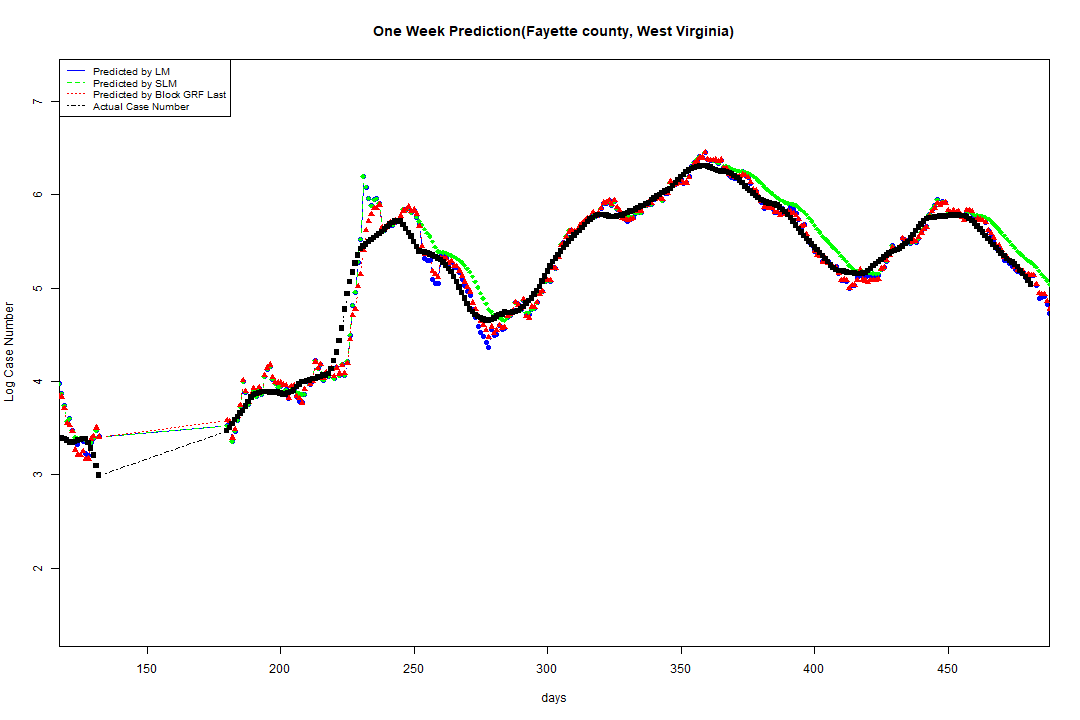 One Week Prediction(Fayette county, West Virginia)
Predicted by LM
Predicted by SLM
Predicted by Block GRF Last
Actual Case Number
7
6
5
4
3
2
Log Case Number
150 200 250 300 350 400 450
days